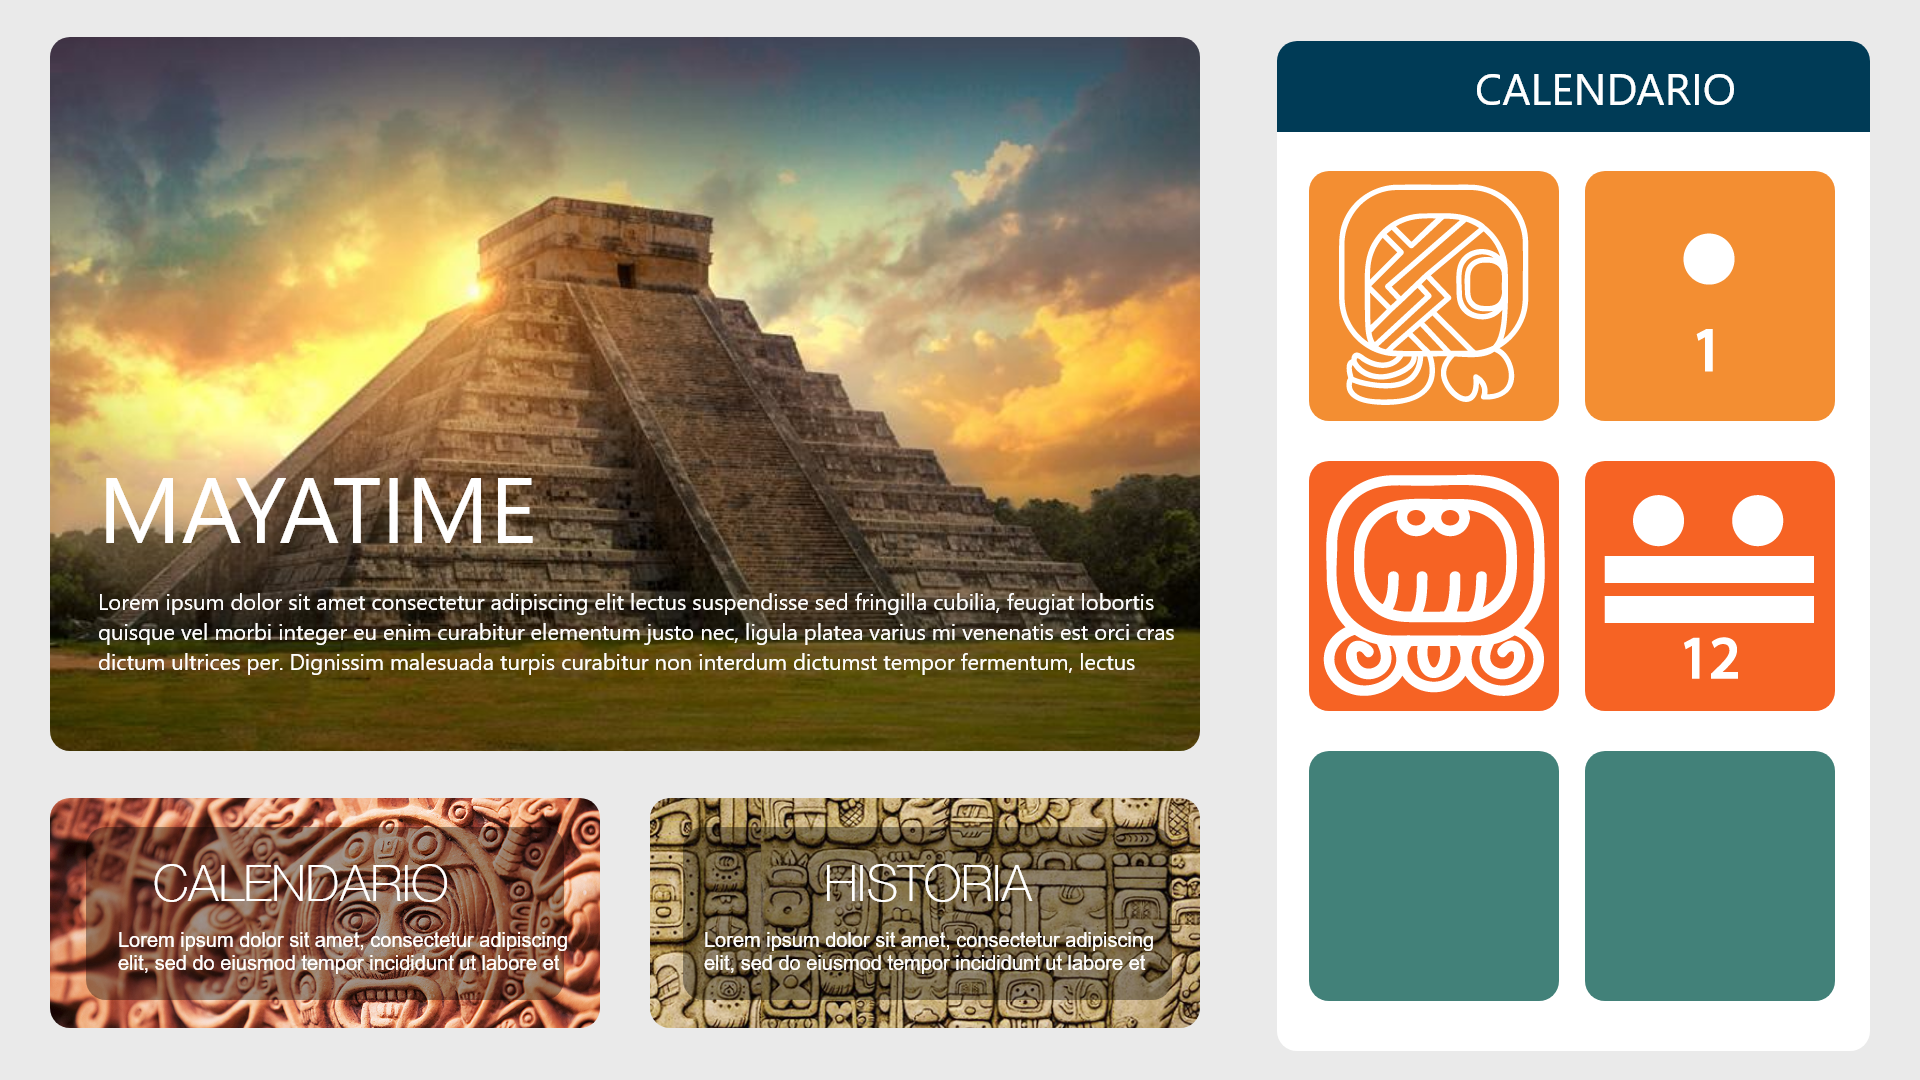 MAYATIME
Lorem ipsum dolor sit amet consectetur adipiscing elit lectus suspendisse sed fringilla cubilia, feugiat lobortis
quisque vel morbi integer eu enim curabitur elementum justo nec, ligula platea varius mi venenatis est orci cras
dictum ultrices per. Dignissim malesuada turpis curabitur non interdum dictumst tempor fermentum, lectus
CALENDARIO
Lorem ipsum dolor sit amet, consectetur adipiscing
elit, sed do eiusmod tempor incididunt ut labore et
HISTORIA
Lorem ipsum dolor sit amet, consectetur adipiscing
elit, sed do eiusmod tempor incididunt ut labore et
CALENDARIO
1
12